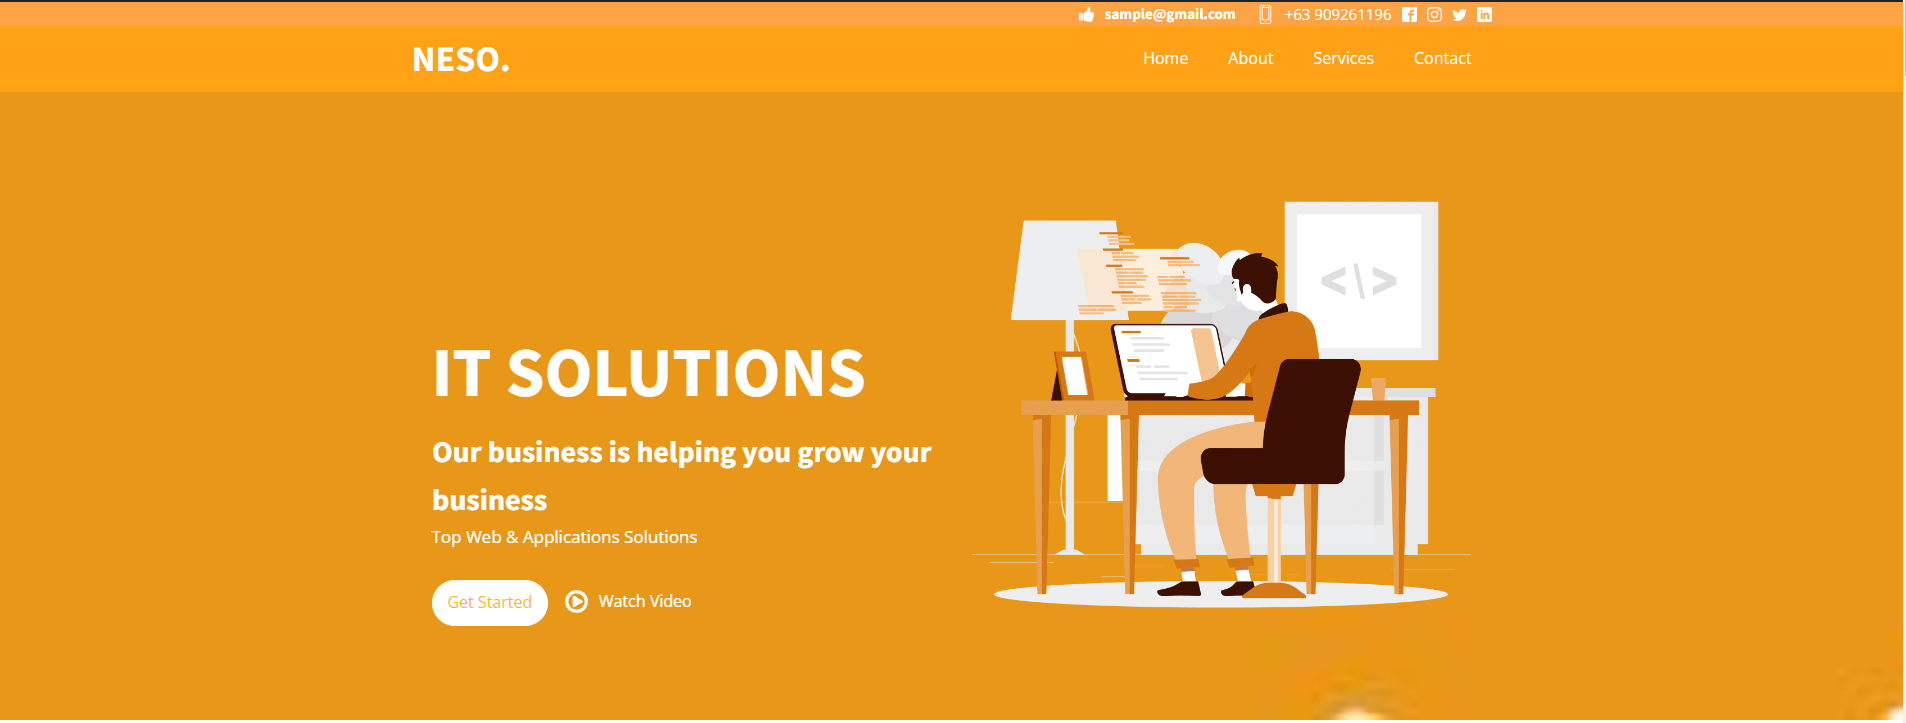 sample@gmail.com +63 909261196
NESO.
Home About Services Contact
IT SOLUTIONS
Our business is helping you grow your
business
Top Web & Applications Solutions
Get Started Watch Video
<\>